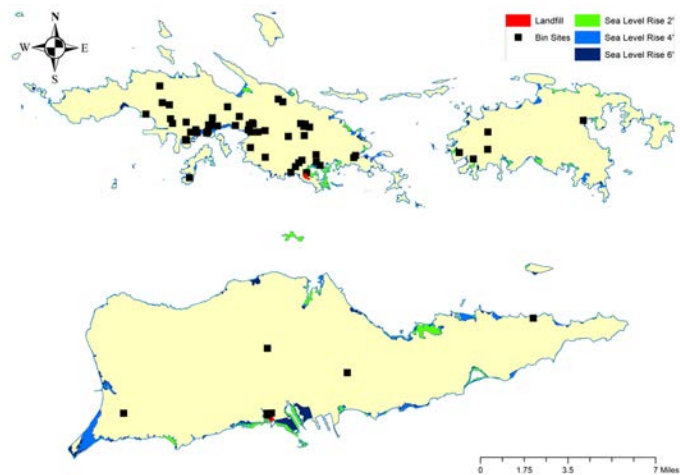 N
W E
S
Landfill
Bin Sites
Sea Level Rise 2'
Sea Level Rise 4'
Sea Level Rise 6'
0 1.75 3.5 7 Miles